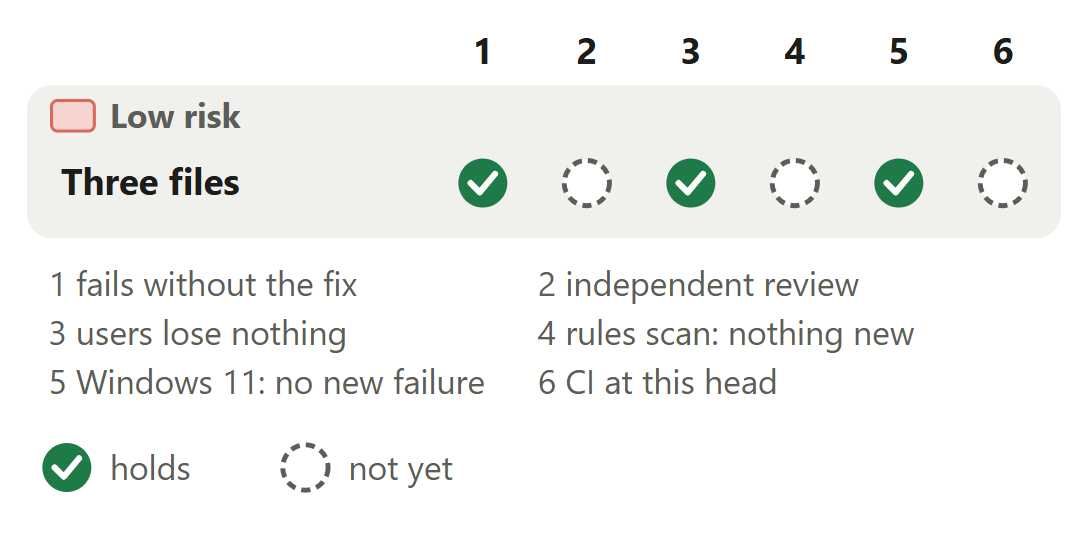 1 2 3 4 5 6
Low risk
Three files
1 fails without the fix
2 independent review
3 users lose nothing
4 rules scan: nothing new
5 Windows 11: no new failure
6 CI at this head
holds
not yet